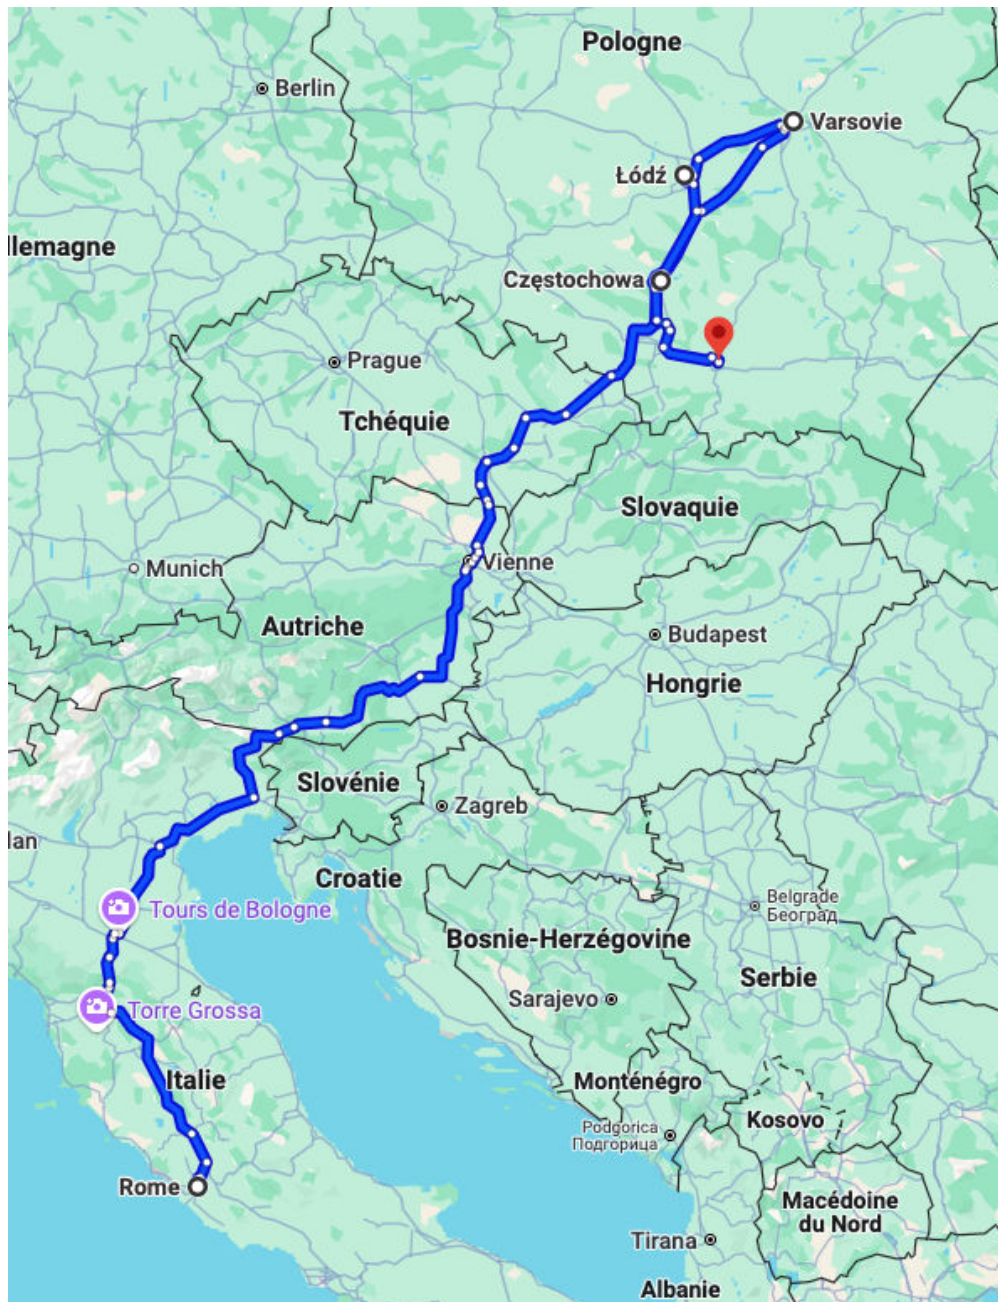 Pologne
Berlin
Varsovie
Łódź
llemagne
Częstochowa
Prague
Tchéquie
Slovaquie
Vienne
Munich
Autriche
Budapest
Hongrie
Slovénie
Zagreb
lan
Croatie
Belgrade
Београд
Tours de Bologne
Bosnie-Herzégovine
Serbie
Sarajevo
Torre Grossa
Italie
Monténégro
Kosovo
Podgorica
Подгорица
Rome
Macédoine
du Nord
Tirana
Albanie